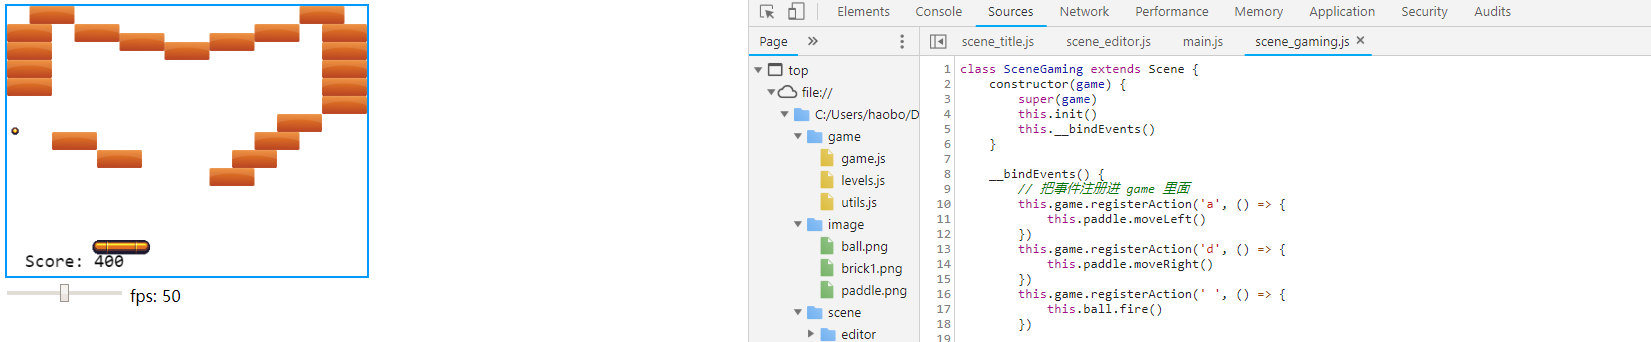 Score: 400
fps: 50
Elements Console Sources Network Performance Memory Application Security Audits
Page »
scene_title.js scene_editor.js main.js scene_gaming.js ×
top
file://
C:/Users/haobo/D
game
game.js
levels.js
utils.js
image
ball.png
brick1.png
paddle.png
scene
editor
1 class SceneGaming extends Scene {
2 constructor(game) {
3 super(game)
4 this.init()
5 this.__bindEvents()
6 }
7
8 __bindEvents() {
9 // 把事件注册进 game 里面
10 this.game.registerAction('a', () => {
11 this.paddle.moveLeft()
12 })
13 this.game.registerAction('d', () => {
14 this.paddle.moveRight()
15 })
16 this.game.registerAction(' ', () => {
17 this.ball.fire()
18 })
19